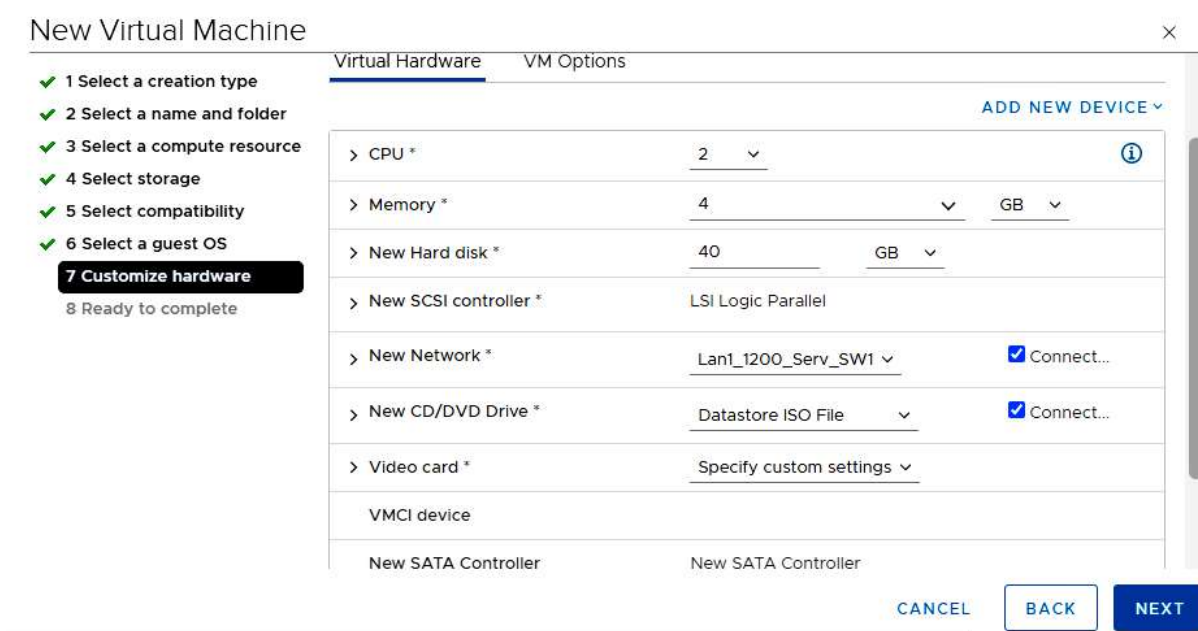 New Virtual Machine
1 Select a creation type
2 Select a name and folder
3 Select a compute resource
4 Select storage
5 Select compatibility
6 Select a guest OS
7 Customize hardware
8 Ready to complete
Virtual Hardware VM Options
ADD NEW DEVICE
CPU * 2
Memory * 4 GB
New Hard disk * 40 GB
New SCSI controller * LSI Logic Parallel
New Network * Lan1_1200_Serv_SW1 Connect...
New CD/DVD Drive * Datastore ISO File Connect...
Video card * Specify custom settings
VMCI device
New SATA Controller New SATA Controller
CANCEL BACK NEXT